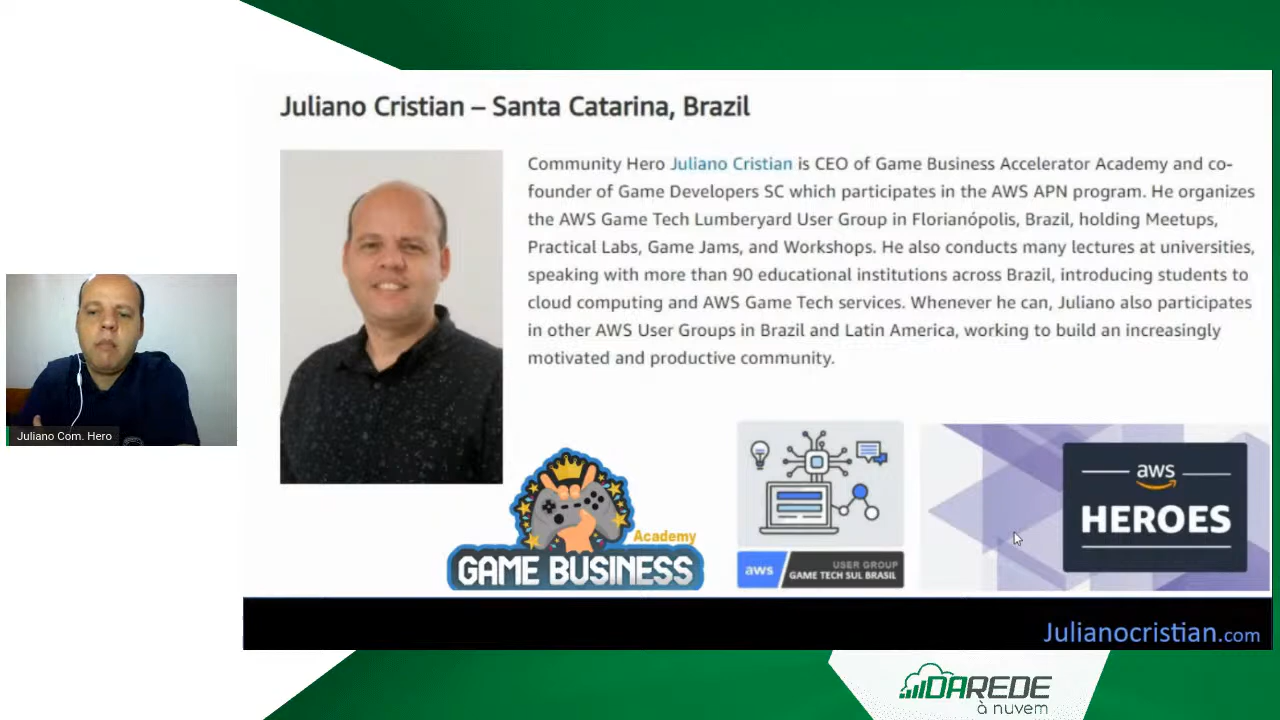 Juliano Cristian – Santa Catarina, Brazil
Community Hero Juliano Cristian is CEO of Game Business Accelerator Academy and co-
founder of Game Developers SC which participates in the AWS APN program. He organizes
the AWS Game Tech Lumberyard User Group in Florianópolis, Brazil, holding Meetups,
Practical Labs, Game Jams, and Workshops. He also conducts many lectures at universities,
speaking with more than 90 educational institutions across Brazil, introducing students to
cloud computing and AWS Game Tech services. Whenever he can, Juliano also participates
in other AWS User Groups in Brazil and Latin America, working to build an increasingly
motivated and productive community.
Juliano Com. Hero
Academy
GAME BUSINESS
aws
USER GROUP
GAME TECH SUL BRASIL
aws
HEROES
Julianocristian.com
DAREDE
à nuvem